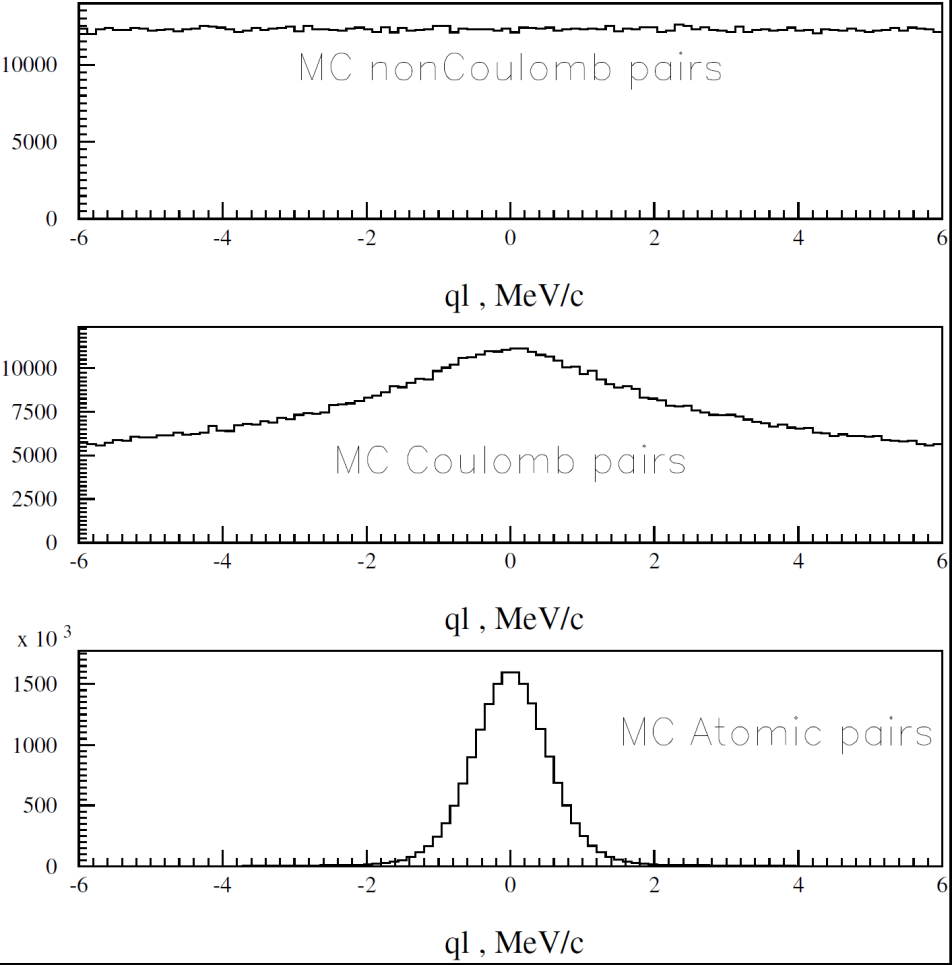 10000
MC nonCoulomb pairs
5000
0
-6 -4 -2 0 2 4 6
ql , MeV/c
10000
7500
5000
MC Coulomb pairs
2500
0
-6 -4 -2 0 2 4 6
ql , MeV/c
x 10 3
1500
MC Atomic pairs
1000
500
0
-6 -4 -2 0 2 4 6
ql , MeV/c